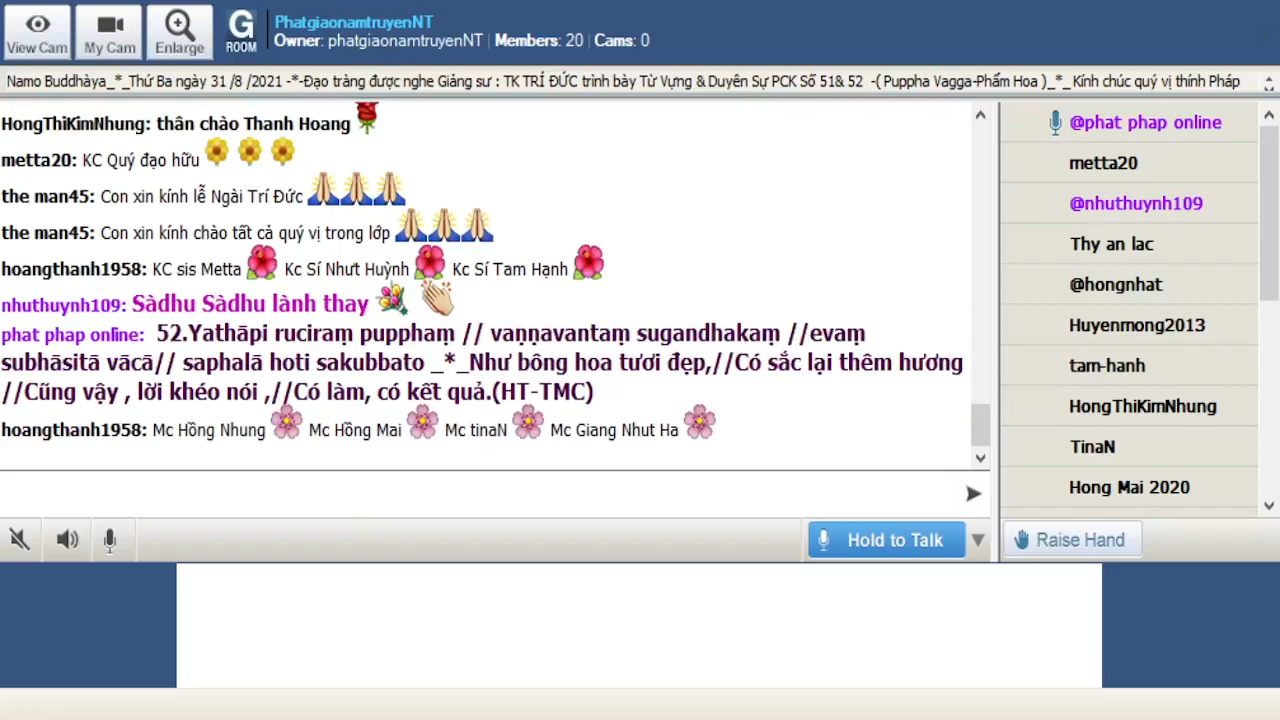 View Cam
My Cam
Enlarge
G
ROOM
PhatgiaonamtruyenNT
Owner: phatgiaonamtruyenNT | Members: 20 | Cams: 0
Namo Buddhàya_*_Thứ Ba ngày 31 /8 /2021 -*-Đạo tràng được nghe Giảng sư : TK TRÍ ĐỨC trình bày Từ Vựng & Duyên Sự PCK Số 51& 52 -( Puppha Vagga-Phẩm Hoa )_*_ Kính chúc quý vị thính Pháp
HongThiKimNhung: thân chào Thanh Hoang
metta20: KC Quý đạo hữu
the man45: Con xin kính lễ Ngài Trí Đức
the man45: Con xin kính chào tất cả quý vị trong lớp
hoangthanh1958: KC sis Metta Kc Sí Nhưt Huỳnh Kc Sí Tam Hạnh
nhuthuynh109: Sàdhu Sàdhu lành thay
phat phap online: 52.Yathāpi ruciraṃ pupphaṃ // vaṇṇavantaṃ sugandhakaṃ //evaṃ
subhāsitā vācā// saphalā hoti sakubbato _*_Như bông hoa tươi đẹp,//Có sắc lại thêm hương
//Cũng vậy , lời khéo nói ,//Có làm, có kết quả.(HT-TMC)
hoangthanh1958: Mc Hồng Nhung Mc Hồng Mai Mc tinaN Mc Giang Nhut Ha
@phat phap online
metta20
@nhuthuynh109
Thy an lac
@hongnhat
Huyenmong2013
tam-hanh
HongThiKimNhung
TinaN
Hong Mai 2020
Hold to Talk
Raise Hand